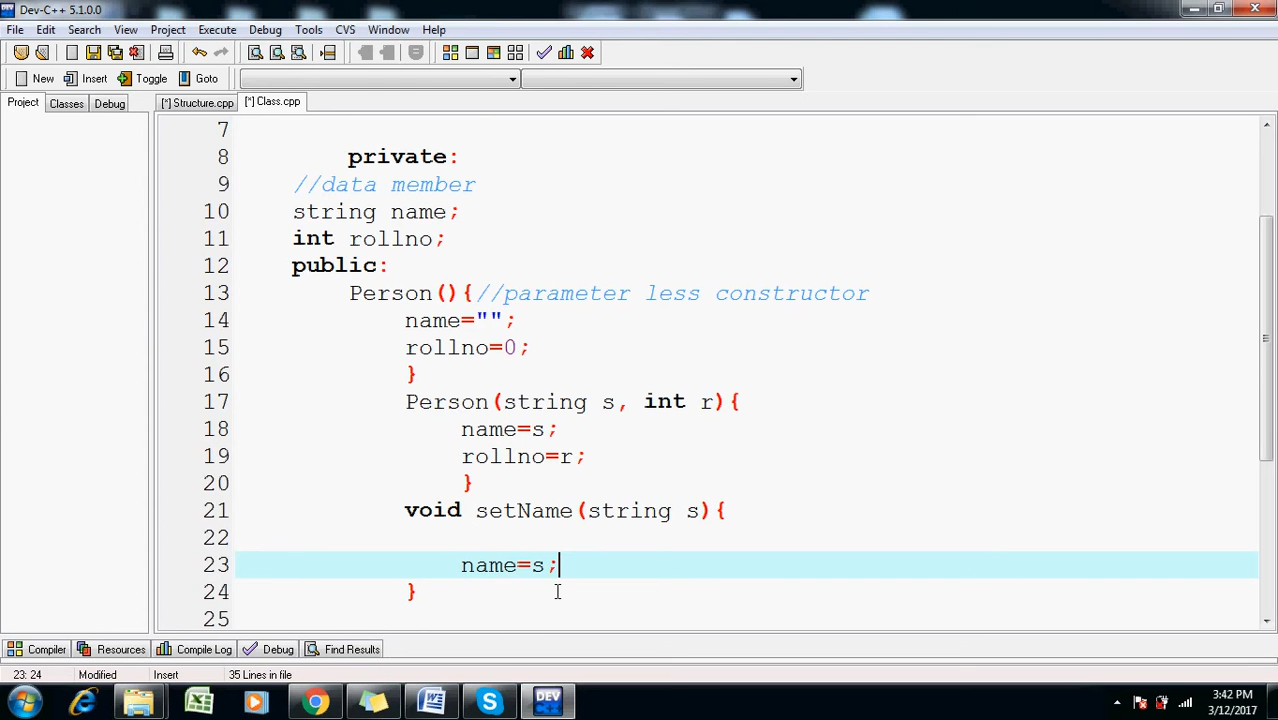 Dev-C++ 5.1.0.0
File Edit Search View Project Execute Debug Tools CVS Window Help
New Insert Toggle Goto
Project Classes Debug [*] Structure.cpp [*] Class.cpp
7
8 private:
9 //data member
10 string name;
11 int rollno;
12 public:
13 Person(){//parameter less constructor
14 name="";
15 rollno=0;
16 }
17 Person(string s, int r){
18 name=s;
19 rollno=r;
20 }
21 void setName(string s){
22
23 name=s;
24 }
25
Compiler Resources Compile Log Debug Find Results
23: 24 Modified Insert 35 Lines in file
3:42 PM
3/12/2017